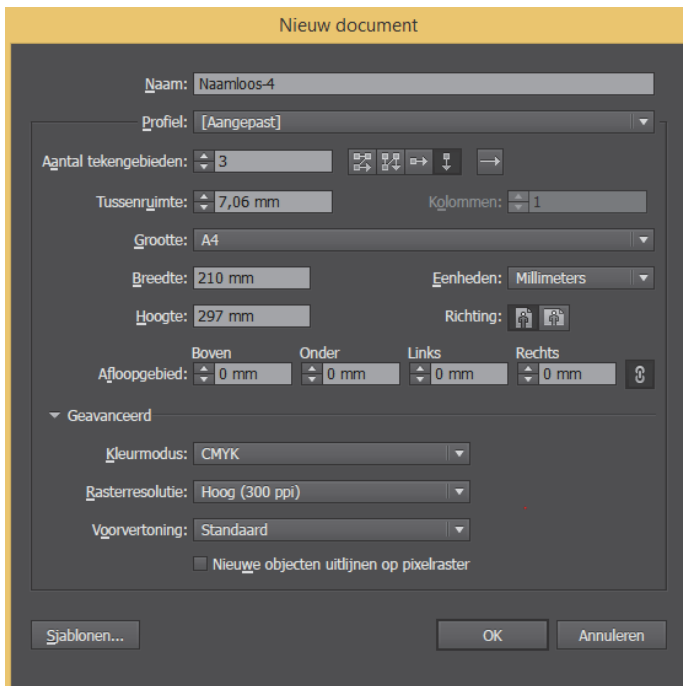 Nieuw document
Naam: Naamloos-4
Profiel: [Aangepast]
Aantal tekengebieden: 3
Tussenruimte: 7,06 mm Kolommen: 1
Grootte: A4
Breedte: 210 mm Eenheden: Millimeters
Hoogte: 297 mm Richting:
Boven Onder Links Rechts
Afloopgebied: 0 mm 0 mm 0 mm 0 mm
Geavanceerd
Kleurmodus: CMYK
Rasterresolutie: Hoog (300 ppi)
Voorvertoning: Standaard
Nieuwe objecten uitlijnen op pixelraster
Sjablonen... OK Annuleren